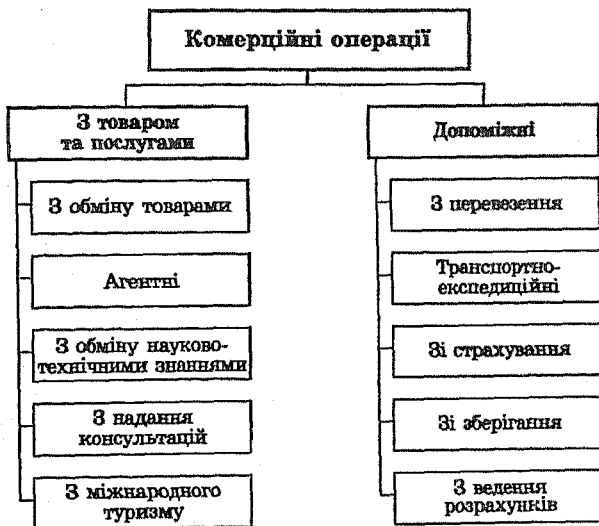 Комерційні операції
З товаром
та послугами
З обміну товарами
Агентні
З обміну науково-
технічними знаннями
З надання
консультацій
З міжнародного
туризму
Допоміжні
З перевезення
Транспортно-
експедиційні
Зі страхування
Зі зберігання
З ведення
розрахунків